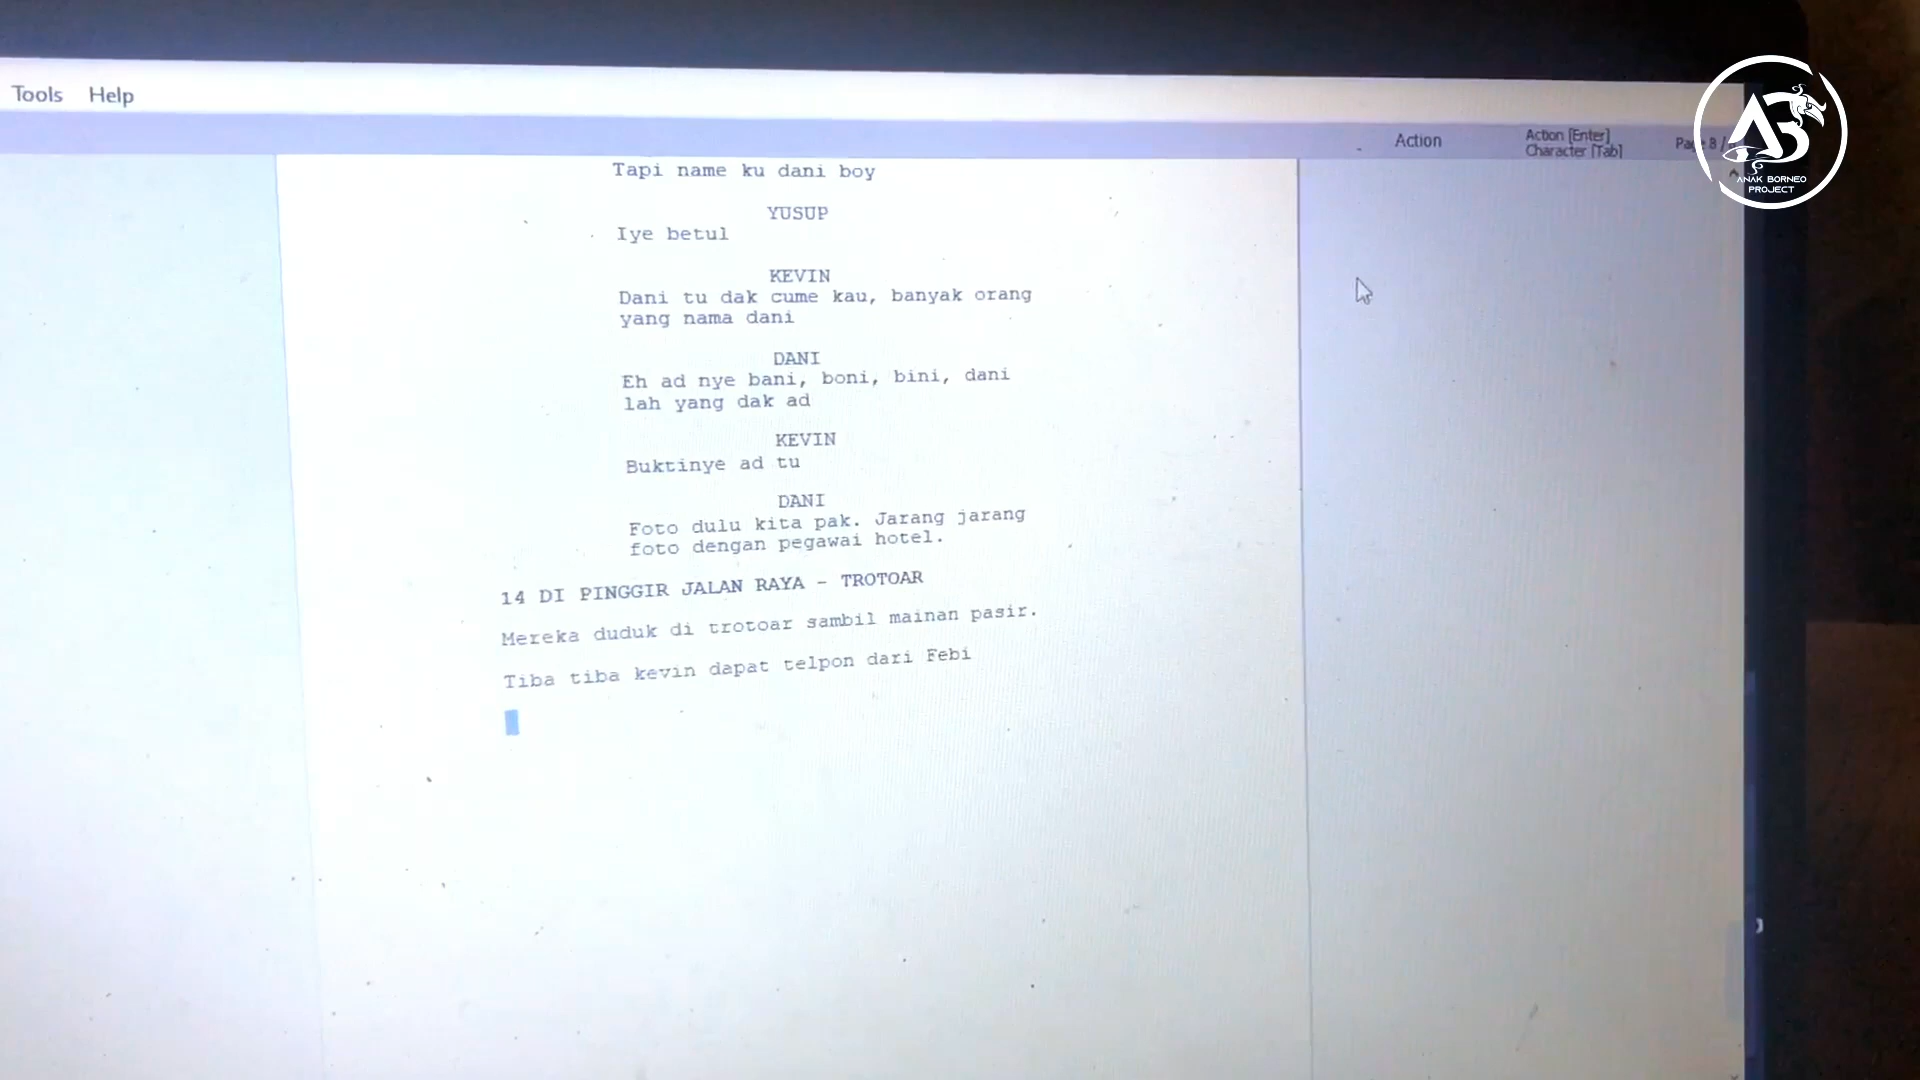 Tools Help
Action
Action [Enter]
Character [Tab]
8 /
ANAK BORNEO
PROJECT
Tapi name ku dani boy
YUSUP
Iye betul
KEVIN
Dani tu dak cume kau, banyak orang
yang nama dani
DANI
Eh ad nye bani, boni, bini, dani
lah yang dak ad
KEVIN
Buktinye ad tu
DANI
Foto dulu kita pak. Jarang jarang
foto dengan pegawai hotel.
14 DI PINGGIR JALAN RAYA - TROTOAR
Mereka duduk di trotoar sambil mainan pasir.
Tiba tiba kevin dapat telpon dari Febi